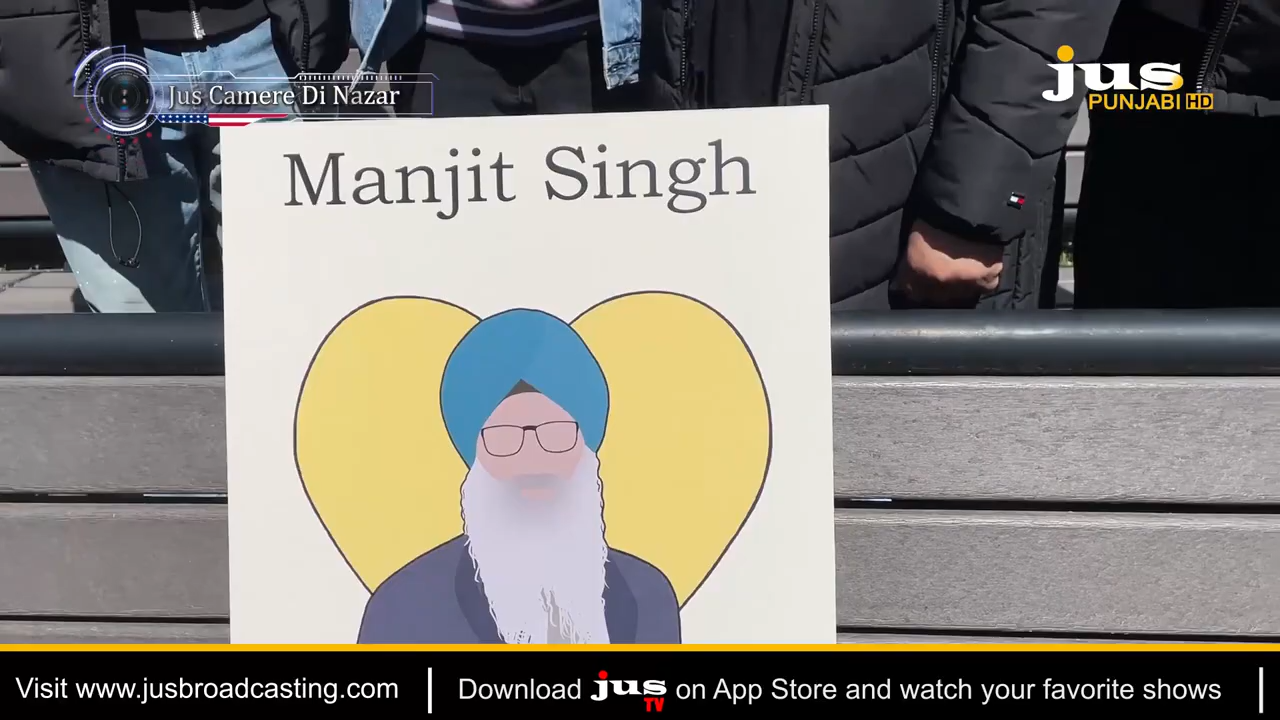 Jus Camere Di Nazar
jus
PUNJABI HD
Manjit Singh
Visit www.jusbroadcasting.com
Download jus TV on App Store and watch your favorite shows